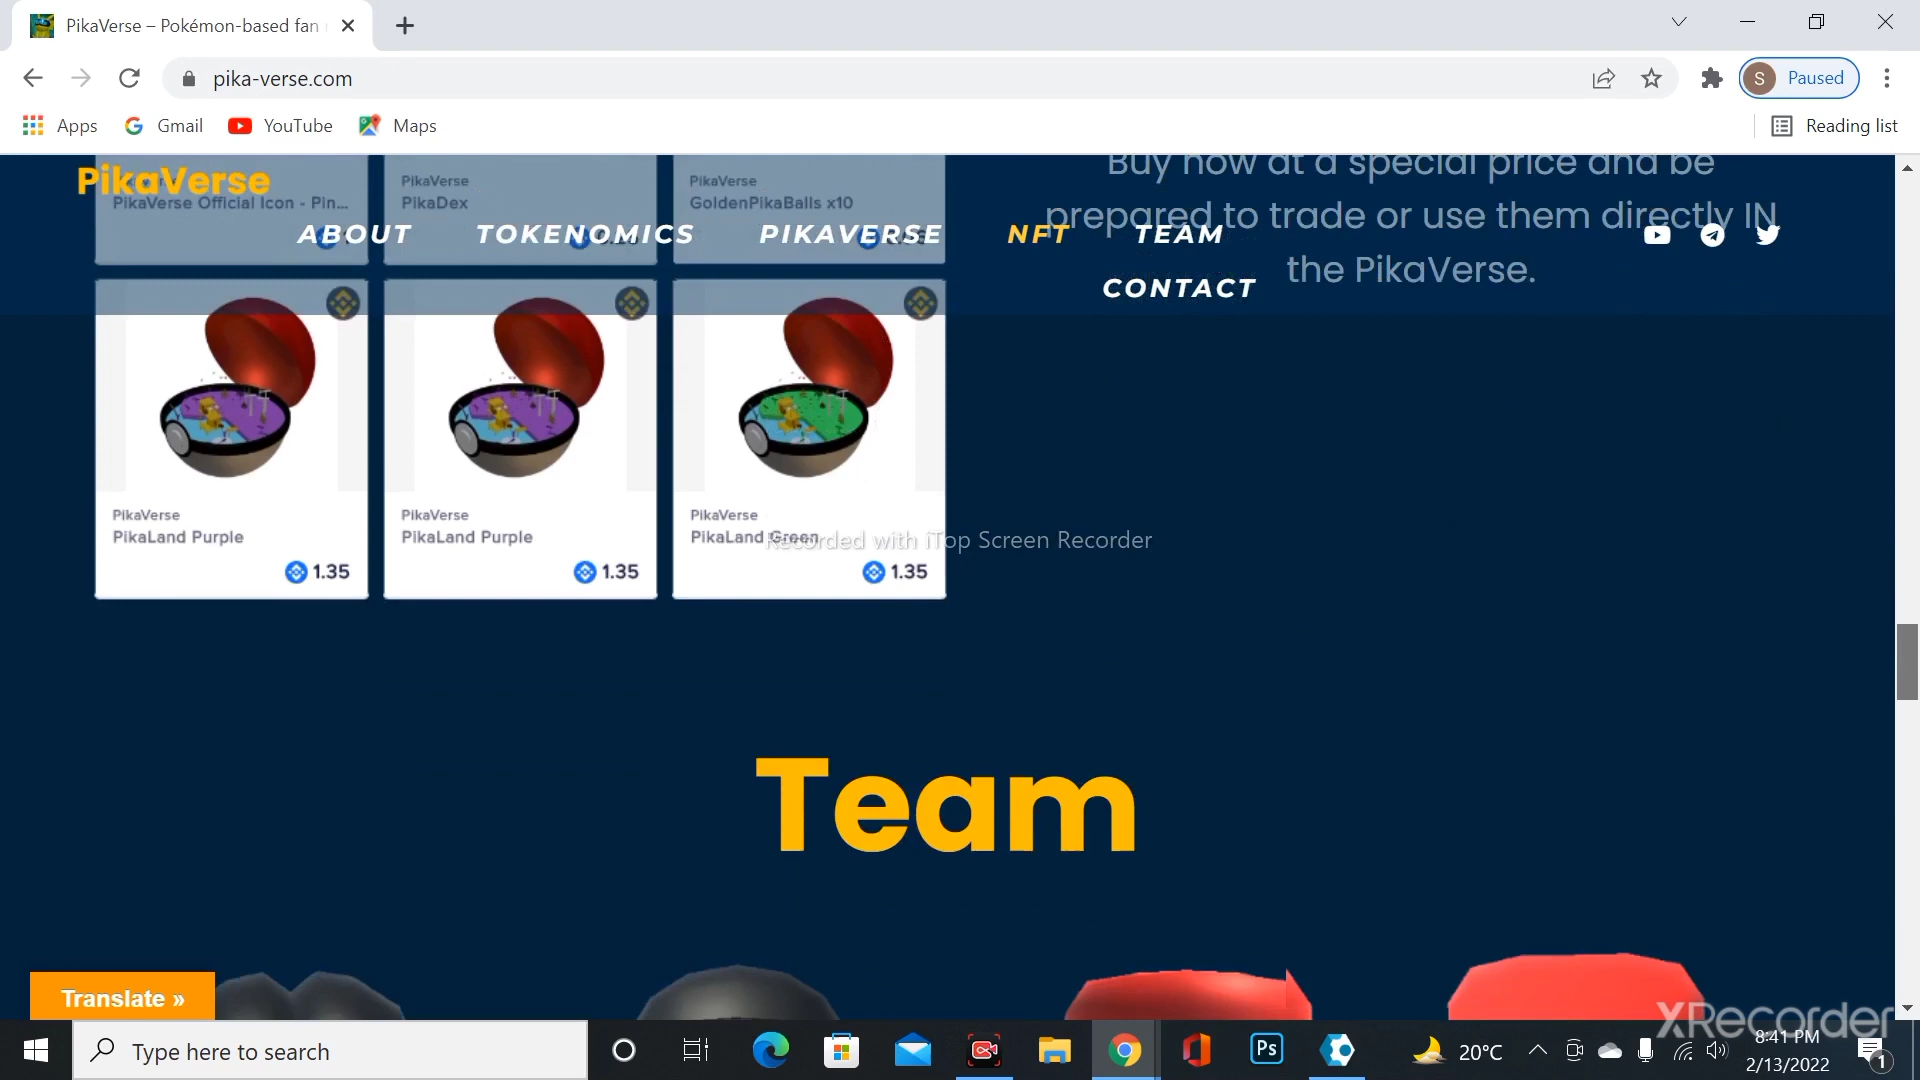 PikaVerse – Pokémon-based fan
pika-verse.com
Paused
Apps
Gmail
YouTube
Maps
Reading list
PikaVerse
ABOUT
TOKENOMICS
PIKAVERSE
NFT
TEAM
CONTACT
PikaVerse Official Icon - Pin...
PikaVerse
PikaDex
PikaVerse
GoldenPikaBalls x10
Buy now at a special price and be
prepared to trade or use them directly IN
the PikaVerse.
PikaVerse
PikaLand Purple
1.35
PikaVerse
PikaLand Purple
1.35
PikaVerse
PikaLand Green
1.35
Recorded with iTop Screen Recorder
Team
Translate »
XRecorder
Type here to search
Ps
20°C
8:41 PM
2/13/2022
1
S